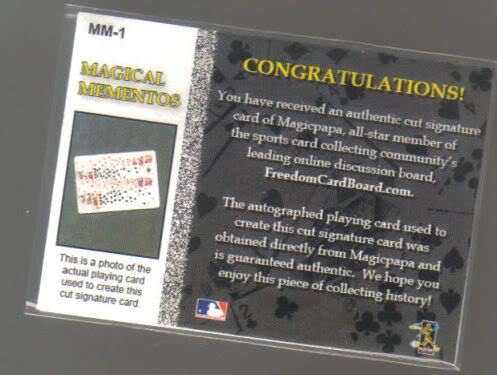 MM-1
MAGICAL
MEMENTOS
This is a photo of the
actual playing card
used to create this
cut signature card.
CONGRATULATIONS!
You have received an authentic cut signature
card of Magicpapa, all-star member of
the sports card collecting community's
leading online discussion board,
FreedomCardBoard.com.
The autographed playing card used to
create this cut signature card was
obtained directly from Magicpapa and
is guaranteed authentic. We hope you
enjoy this piece of collecting history!